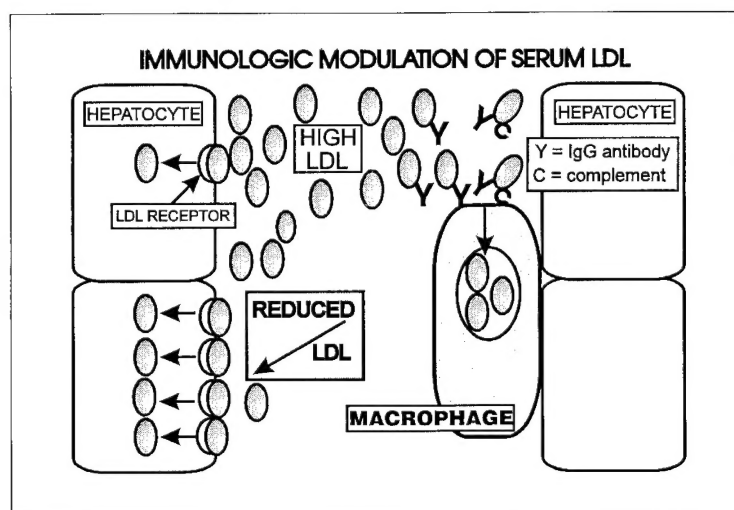 IMMUNOLOGIC MODULATION OF SERUM LDL
HEPATOCYTE
HIGH
LDL
Y
Y
Y
Y
C
Y
C
HEPATOCYTE
Y = IgG antibody
C = complement
LDL RECEPTOR
REDUCED
LDL
MACROPHAGE